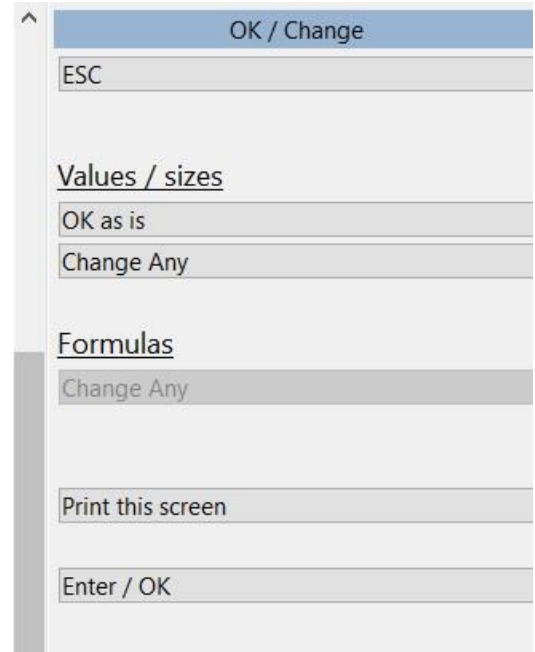 OK / Change
ESC
Values / sizes
OK as is
Change Any
Formulas
Change Any
Print this screen
Enter / OK